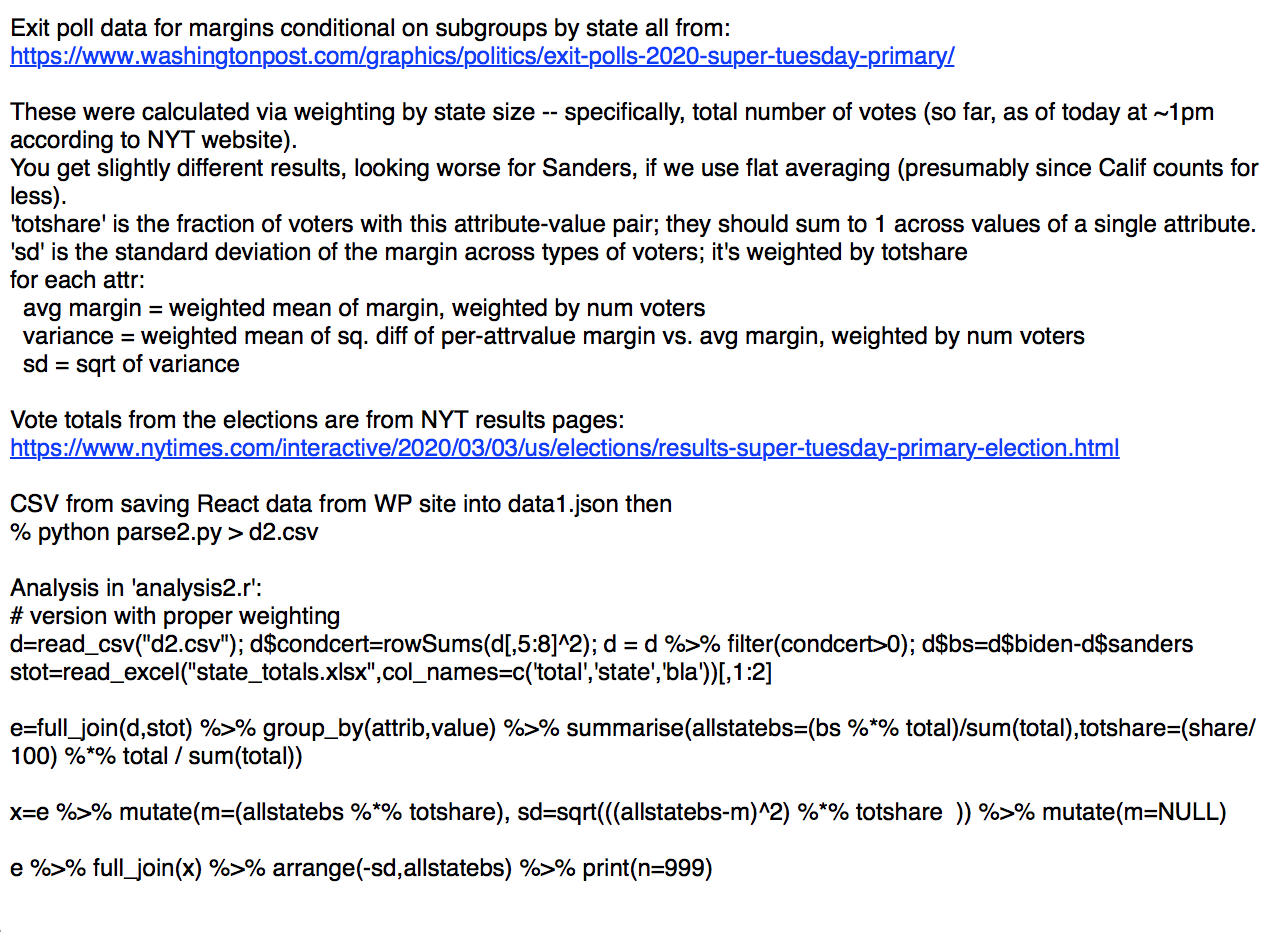 Exit poll data for margins conditional on subgroups by state all from:
https://www.washingtonpost.com/graphics/politics/exit-polls-2020-super-tuesday-primary/
These were calculated via weighting by state size -- specifically, total number of votes (so far, as of today at ~1pm
according to NYT website).
You get slightly different results, looking worse for Sanders, if we use flat averaging (presumably since Calif counts for
less).
'totshare' is the fraction of voters with this attribute-value pair; they should sum to 1 across values of a single attribute.
'sd' is the standard deviation of the margin across types of voters; it's weighted by totshare
for each attr:
avg margin = weighted mean of margin, weighted by num voters
variance = weighted mean of sq. diff of per-attrvalue margin vs. avg margin, weighted by num voters
sd = sqrt of variance
Vote totals from the elections are from NYT results pages:
https://www.nytimes.com/interactive/2020/03/03/us/elections/results-super-tuesday-primary-election.html
CSV from saving React data from WP site into data1.json then
% python parse2.py > d2.csv
Analysis in 'analysis2.r':
# version with proper weighting
d=read_csv("d2.csv"); d$condcert=rowSums(d[,5:8]^2); d = d %>% filter(condcert>0); d$bs=d$biden-d$sanders
stot=read_excel("state_totals.xlsx",col_names=c('total','state','bla'))[,1:2]
e=full_join(d,stot) %>% group_by(attrib,value) %>% summarise(allstatebs=(bs %*% total)/sum(total),totshare=(share/
100) %*% total / sum(total))
x=e %>% mutate(m=(allstatebs %*% totshare), sd=sqrt(((allstatebs-m)^2) %*% totshare  )) %>% mutate(m=NULL)
e %>% full_join(x) %>% arrange(-sd,allstatebs) %>% print(n=999)